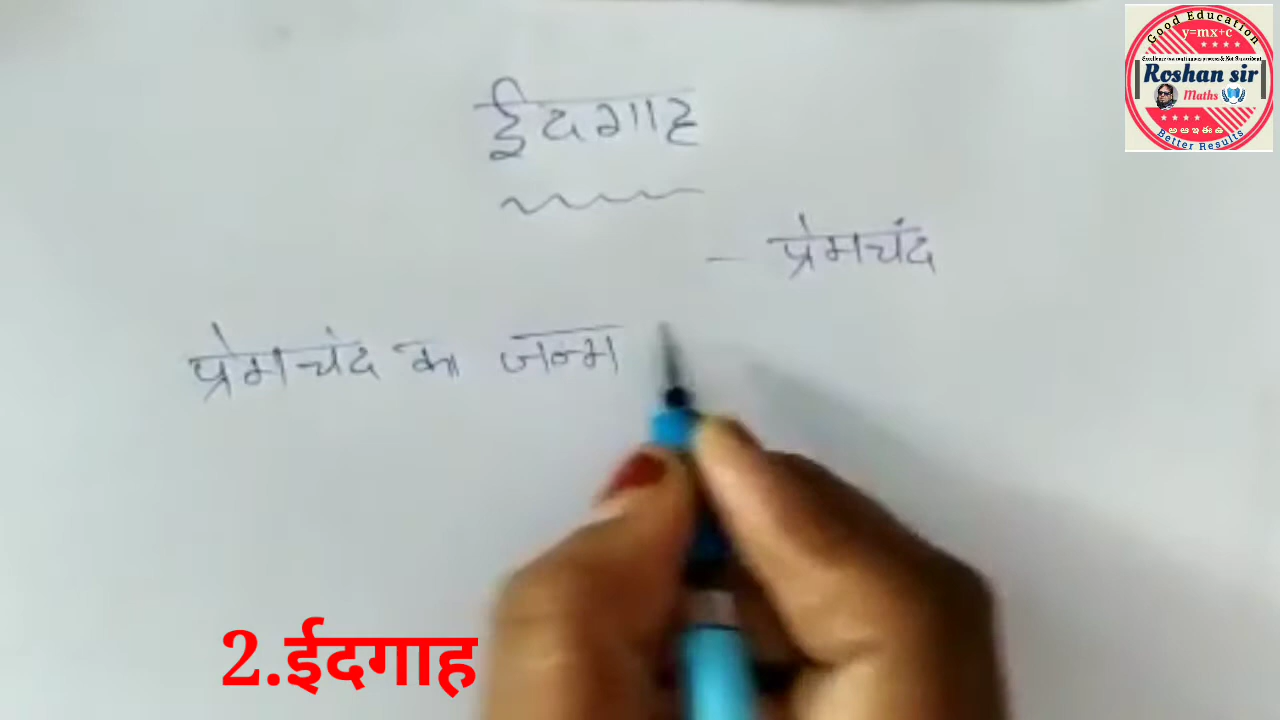 ईदगाह
– प्रेमचंद
प्रेमचंद का जन्म
2.ईदगाह
Good Education
y=mx+c
Roshan sir
Maths
Better Results